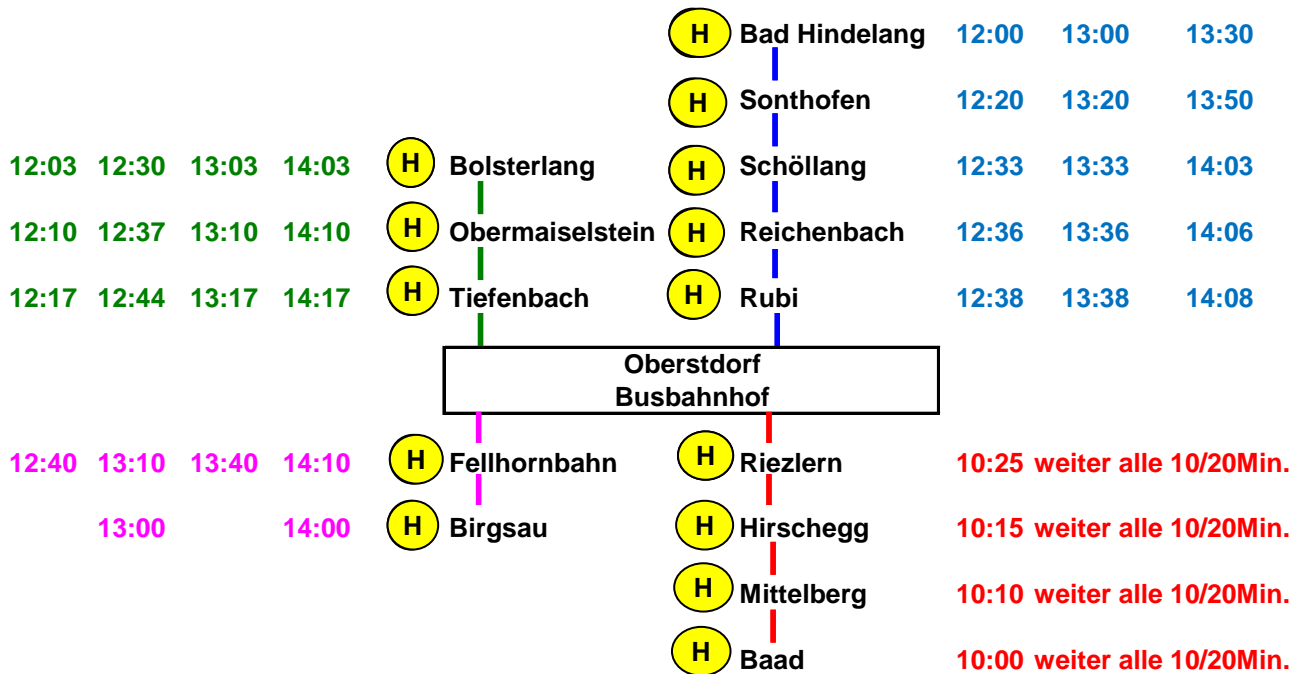 H Bad Hindelang 12:00 13:00 13:30
H Sonthofen 12:20 13:20 13:50
12:03 12:30 13:03 14:03 H Bolsterlang H Schöllang 12:33 13:33 14:03
12:10 12:37 13:10 14:10 H Obermaiselstein H Reichenbach 12:36 13:36 14:06
12:17 12:44 13:17 14:17 H Tiefenbach H Rubi 12:38 13:38 14:08
Oberstdorf
Busbahnhof
12:40 13:10 13:40 14:10 H Fellhornbahn H Riezlern 10:25 weiter alle 10/20Min.
13:00 14:00 H Birgsau H Hirschegg 10:15 weiter alle 10/20Min.
H Mittelberg 10:10 weiter alle 10/20Min.
H Baad 10:00 weiter alle 10/20Min.